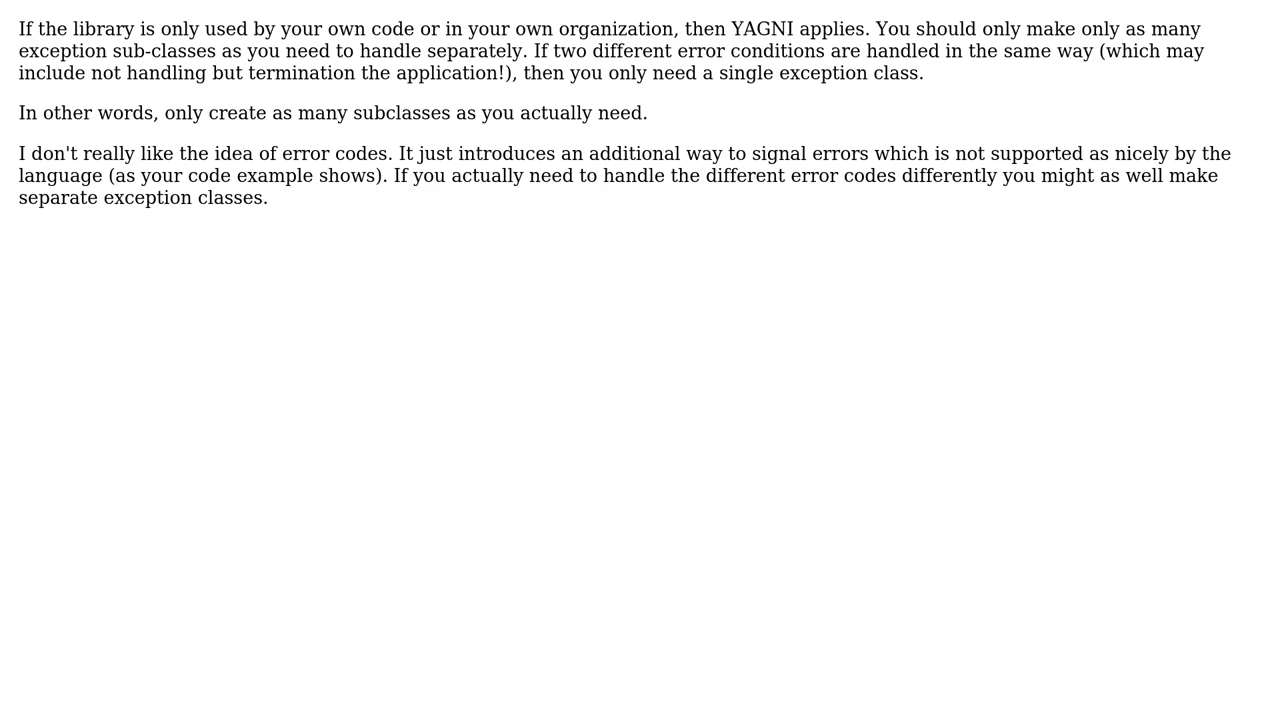 If the library is only used by your own code or in your own organization, then YAGNI applies. You should only make only as many
exception sub-classes as you need to handle separately. If two different error conditions are handled in the same way (which may
include not handling but termination the application!), then you only need a single exception class.
In other words, only create as many subclasses as you actually need.
I don't really like the idea of error codes. It just introduces an additional way to signal errors which is not supported as nicely by the
language (as your code example shows). If you actually need to handle the different error codes differently you might as well make
separate exception classes.